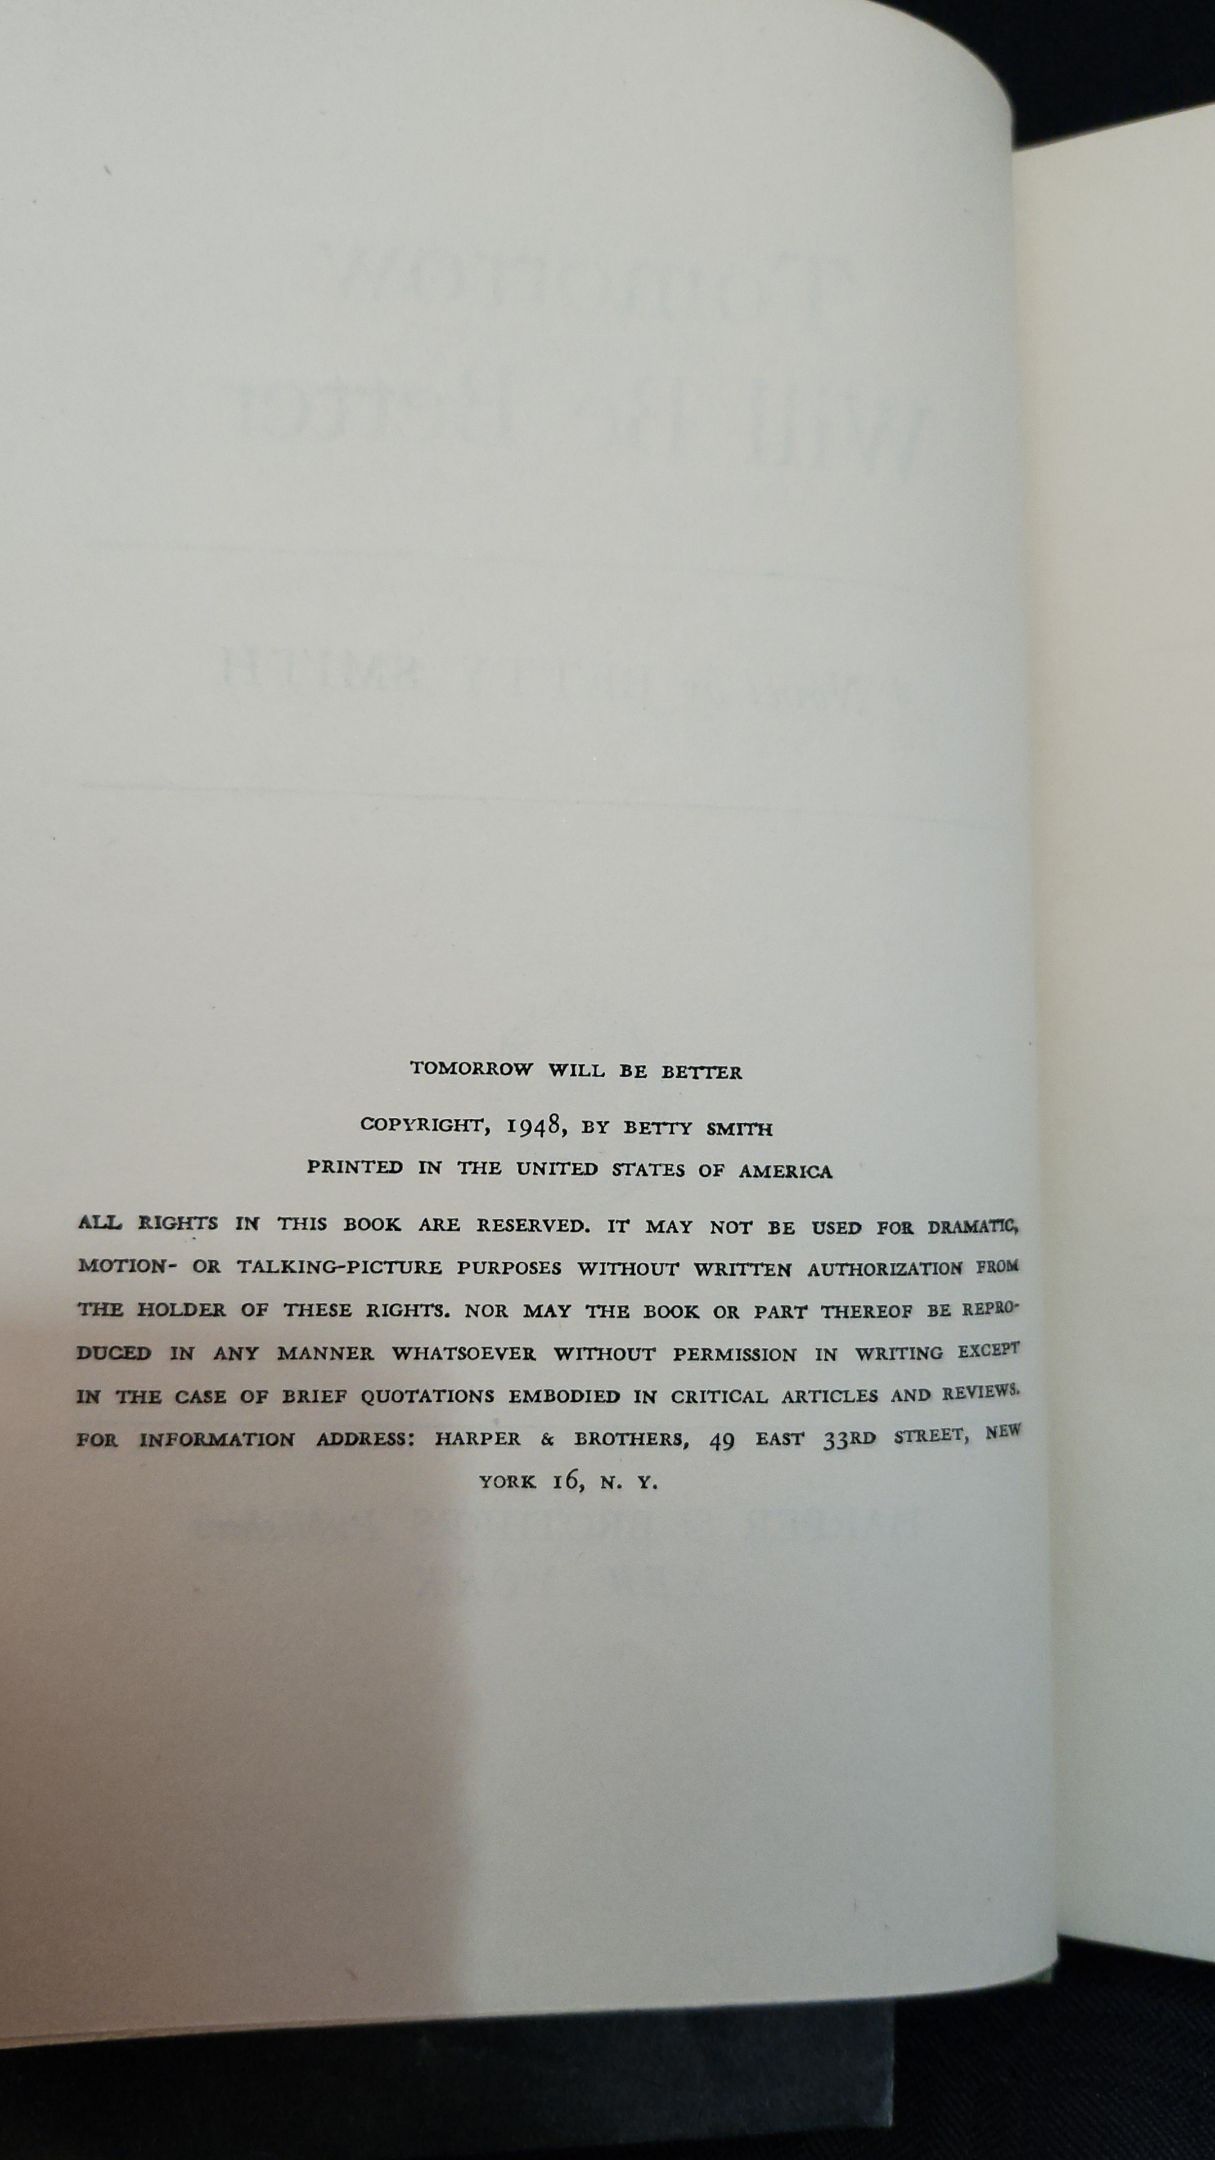 TOMORROW WILL BE BETTER
COPYRIGHT, 1948, BY BETTY SMITH
PRINTED IN THE UNITED STATES OF AMERICA
ALL RIGHTS IN THIS BOOK ARE RESERVED. IT MAY NOT BE USED FOR DRAMATIC,
MOTION- OR TALKING-PICTURE PURPOSES WITHOUT WRITTEN AUTHORIZATION FROM
THE HOLDER OF THESE RIGHTS. NOR MAY THE BOOK OR PART THEREOF BE REPRO-
DUCED IN ANY MANNER WHATSOEVER WITHOUT PERMISSION IN WRITING EXCEPT
IN THE CASE OF BRIEF QUOTATIONS EMBODIED IN CRITICAL ARTICLES AND REVIEWS.
FOR INFORMATION ADDRESS: HARPER & BROTHERS, 49 EAST 33RD STREET, NEW
YORK 16, N. Y.